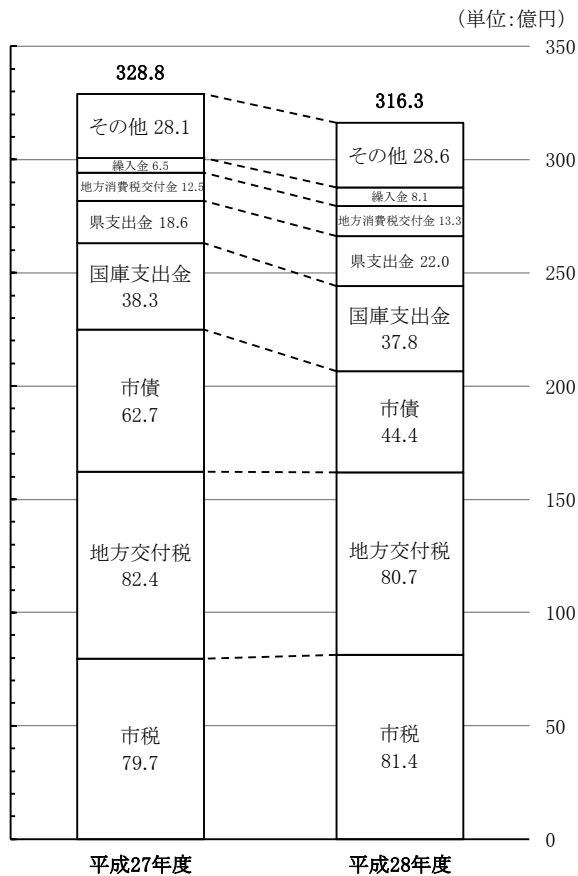 (単位:億円)
350
328.8
316.3
その他 28.1
その他 28.6
300
繰入金 6.5
繰入金 8.1
地方消費税交付金 12.5
地方消費税交付金 13.3
県支出金 18.6
県支出金 22.0
250
国庫支出金
38.3
国庫支出金
37.8
200
市債
62.7
市債
44.4
150
地方交付税
82.4
地方交付税
80.7
100
50
市税
79.7
市税
81.4
0
平成27年度
平成28年度